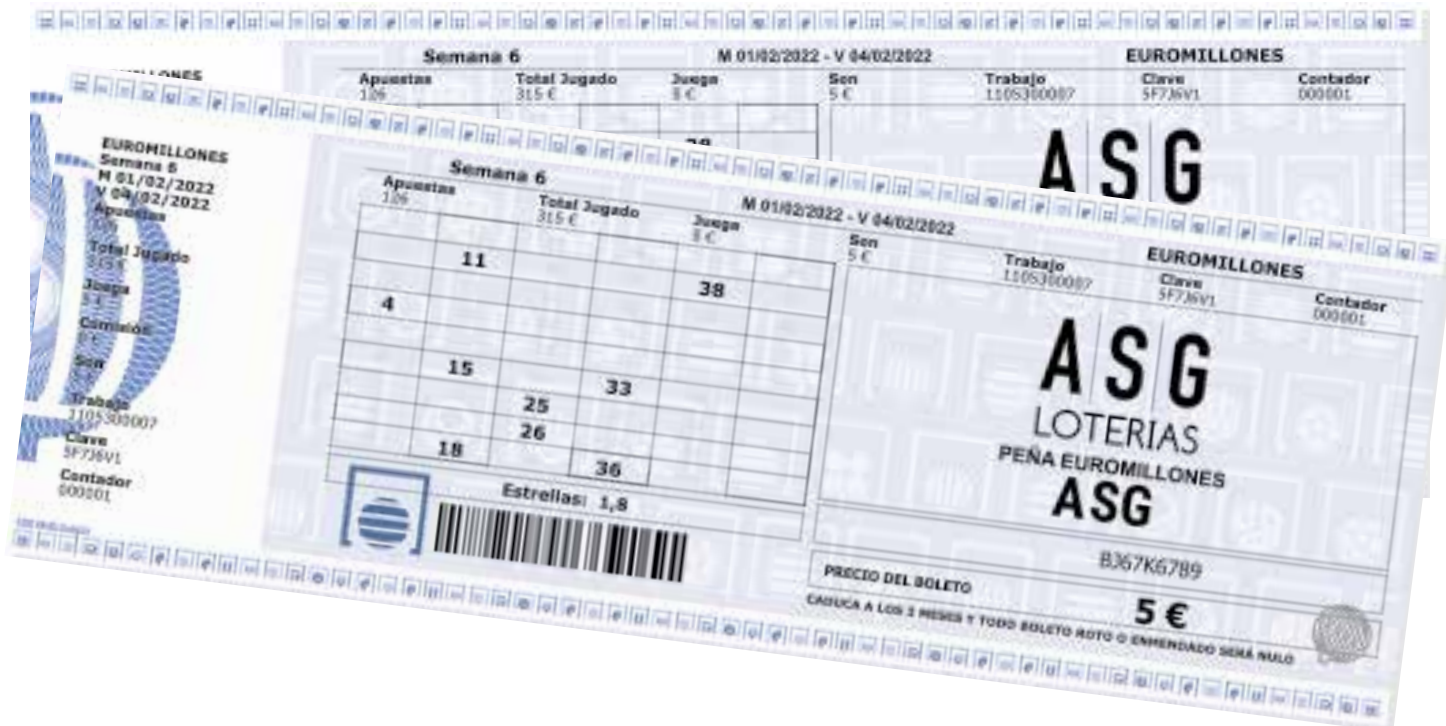 Semana 6 M 01/02/2022 - V 04/02/2022 EUROMILLONES
Apuestas Total Jugado Juega Son Trabajo Clave Contador
126 315 € 5 € 1105300007 5F7J6V1 000001
ASG
EUROMILLONES
Semana 6
M 01/02/2022
V 04/02/2022
Apuestas
126
Total Jugado
315 €
Juega
Comisión
Son
Trabajo
1105300007
Clave
5F7J6V1
Contador
000001
Semana 6 M 01/02/2022 - V 04/02/2022 EUROMILLONES
Apuestas Total Jugado Juega Son Trabajo Clave Contador
126 315 € 5 € 1105300007 5F7J6V1 000001
11
38
4
15 33
25
26
18 36
Estrellas: 1,8
ASG
LOTERIAS
PEÑA EUROMILLONES
ASG
BJ67K6789
PRECIO DEL BOLETO 5 €
CADUCA A LOS 3 MESES Y TODO BOLETO ROTO O ENMENDADO SERÁ NULO